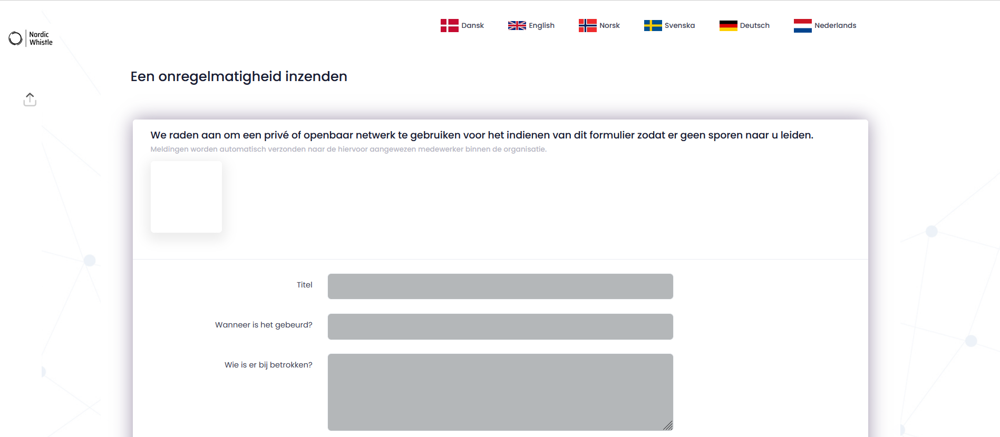 Nordic
Whistle
Dansk
English
Norsk
Svenska
Deutsch
Nederlands
Een onregelmatigheid inzenden
We raden aan om een privé of openbaar netwerk te gebruiken voor het indienen van dit formulier zodat er geen sporen naar u leiden.
Meldingen worden automatisch verzonden naar de hiervoor aangewezen medewerker binnen de organisatie.
Titel
Wanneer is het gebeurd?
Wie is er bij betrokken?